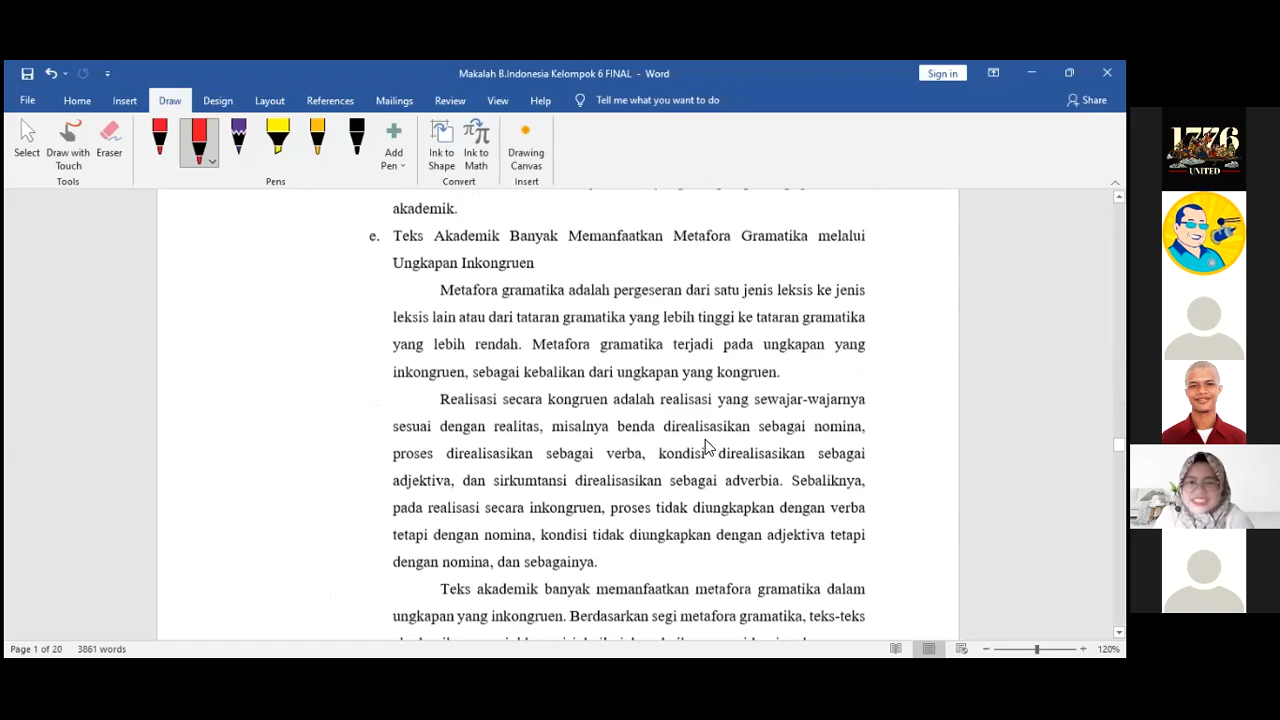 Makalah B.Indonesia Kelompok 6 FINAL - Word
Sign in
File Home Insert Draw Design Layout References Mailings Review View Help Tell me what you want to do Share
Select Draw with Touch Eraser Add Pen Ink to Shape Ink to Math Drawing Canvas
Tools Pens Convert Insert
akademik.
e. Teks Akademik Banyak Memanfaatkan Metafora Gramatika melalui
Ungkapan Inkongruen
Metafora gramatika adalah pergeseran dari satu jenis leksis ke jenis
leksis lain atau dari tataran gramatika yang lebih tinggi ke tataran gramatika
yang lebih rendah. Metafora gramatika terjadi pada ungkapan yang
inkongruen, sebagai kebalikan dari ungkapan yang kongruen.
Realisasi secara kongruen adalah realisasi yang sewajar-wajarnya
sesuai dengan realitas, misalnya benda direalisasikan sebagai nomina,
proses direalisasikan sebagai verba, kondisi direalisasikan sebagai
adjektiva, dan sirkumtansi direalisasikan sebagai adverbia. Sebaliknya,
pada realisasi secara inkongruen, proses tidak diungkapkan dengan verba
tetapi dengan nomina, kondisi tidak diungkapkan dengan adjektiva tetapi
dengan nomina, dan sebagainya.
Teks akademik banyak memanfaatkan metafora gramatika dalam
ungkapan yang inkongruen. Berdasarkan segi metafora gramatika, teks-teks
Page 1 of 20 3861 words 120%
1776
UNITED